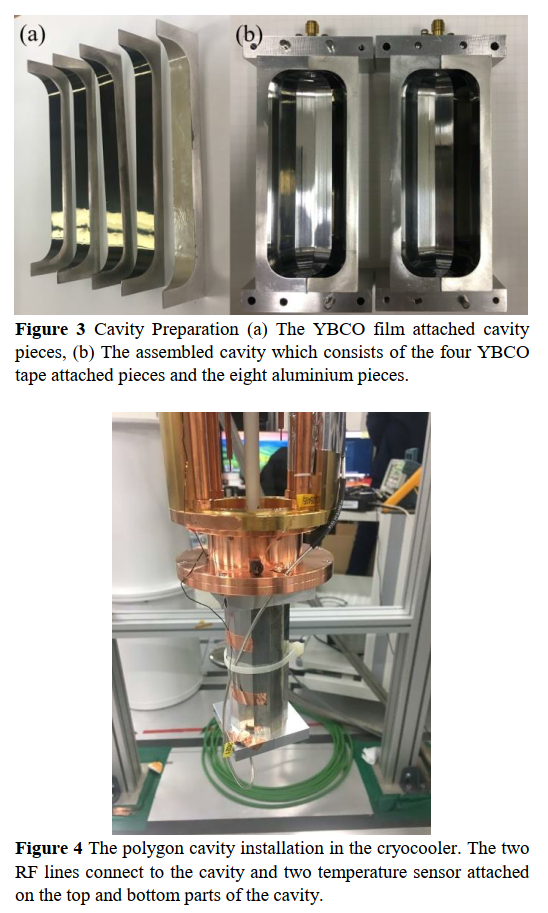 (a)
(b)
Figure 3 Cavity Preparation (a) The YBCO film attached cavity
pieces, (b) The assembled cavity which consists of the four YBCO
tape attached pieces and the eight aluminium pieces.
Figure 4 The polygon cavity installation in the cryocooler. The two
RF lines connect to the cavity and two temperature sensor attached
on the top and bottom parts of the cavity.